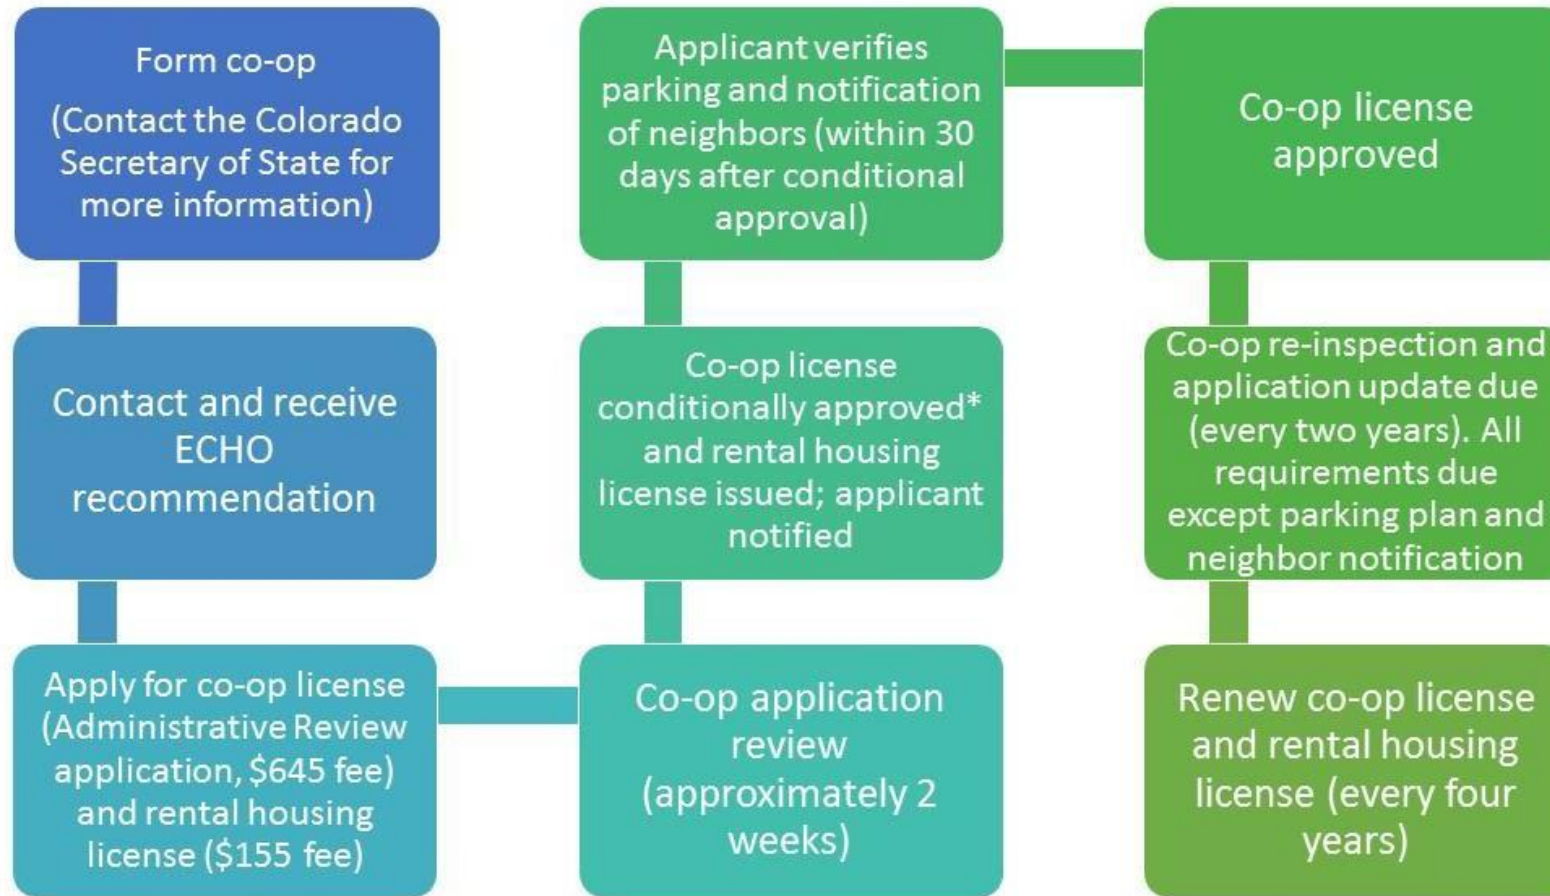 Form co-op
(Contact the Colorado
Secretary of State for
more information)
Contact and receive
ECHO
recommendation
Apply for co-op license
(Administrative Review
application, $645 fee)
and rental housing
license ($155 fee)
Co-op application
review
(approximately 2
weeks)
Co-op license
conditionally approved*
and rental housing
license issued; applicant
notified
Applicant verifies
parking and notification
of neighbors (within 30
days after conditional
approval)
Co-op license
approved
Co-op re-inspection and
application update due
(every two years). All
requirements due
except parking plan and
neighbor notification
Renew co-op license
and rental housing
license (every four
years)